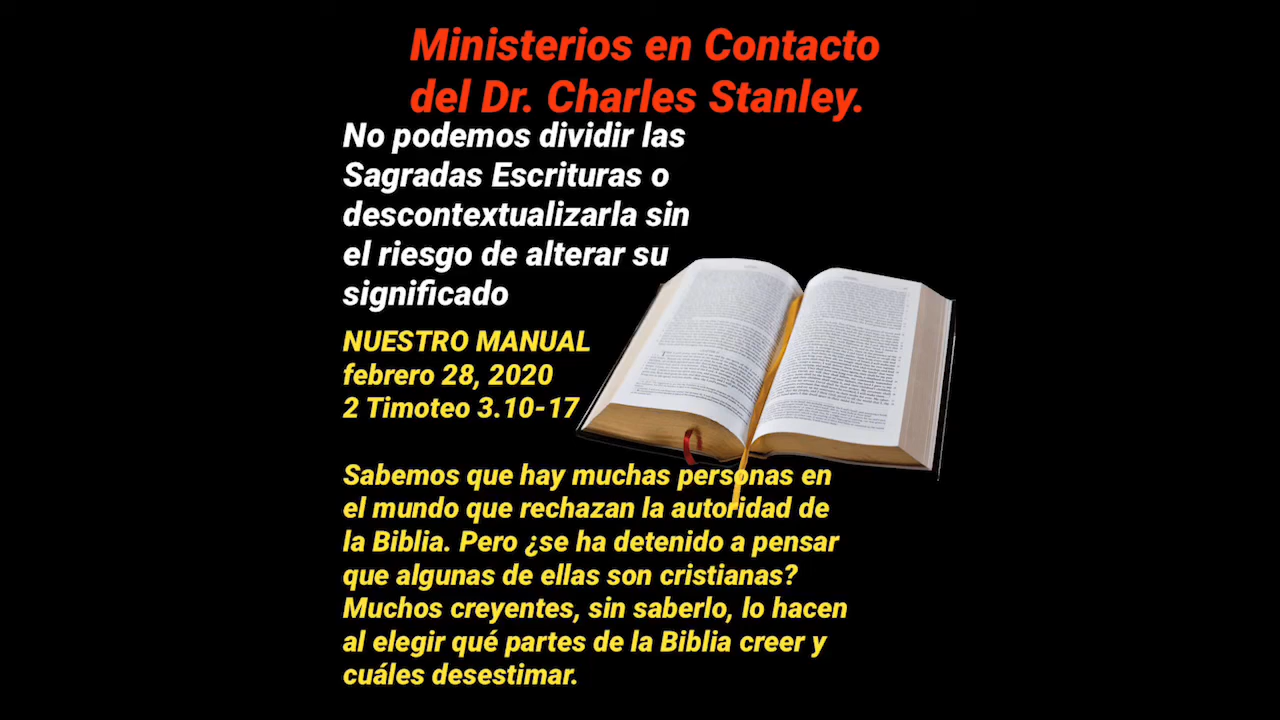 Ministerios en Contacto
del Dr. Charles Stanley.
No podemos dividir las
Sagradas Escrituras o
descontextualizarla sin
el riesgo de alterar su
significado
NUESTRO MANUAL
febrero 28, 2020
2 Timoteo 3.10-17
Sabemos que hay muchas personas en
el mundo que rechazan la autoridad de
la Biblia. Pero ¿se ha detenido a pensar
que algunas de ellas son cristianas?
Muchos creyentes, sin saberlo, lo hacen
al elegir qué partes de la Biblia creer y
cuáles desestimar.